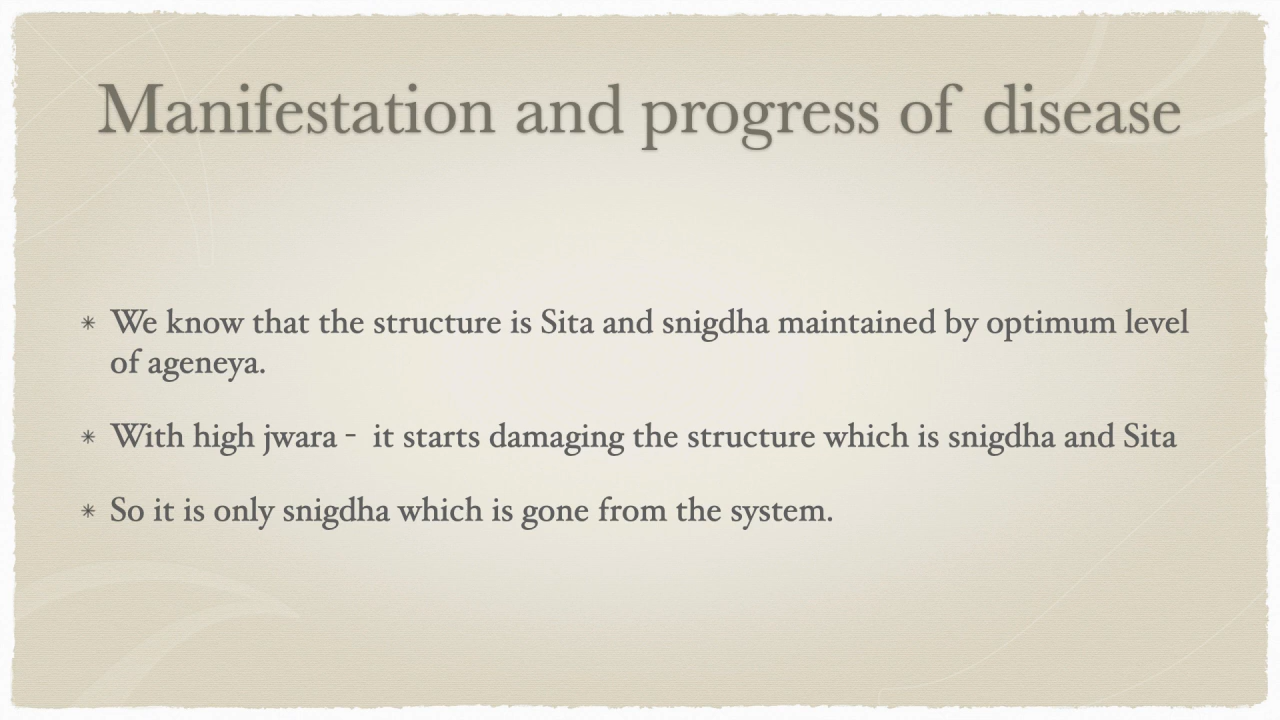 Manifestation and progress of disease
* We know that the structure is Sita and snigdha maintained by optimum level
of ageneya.
* With high jwara - it starts damaging the structure which is snigdha and Sita
* So it is only snigdha which is gone from the system.